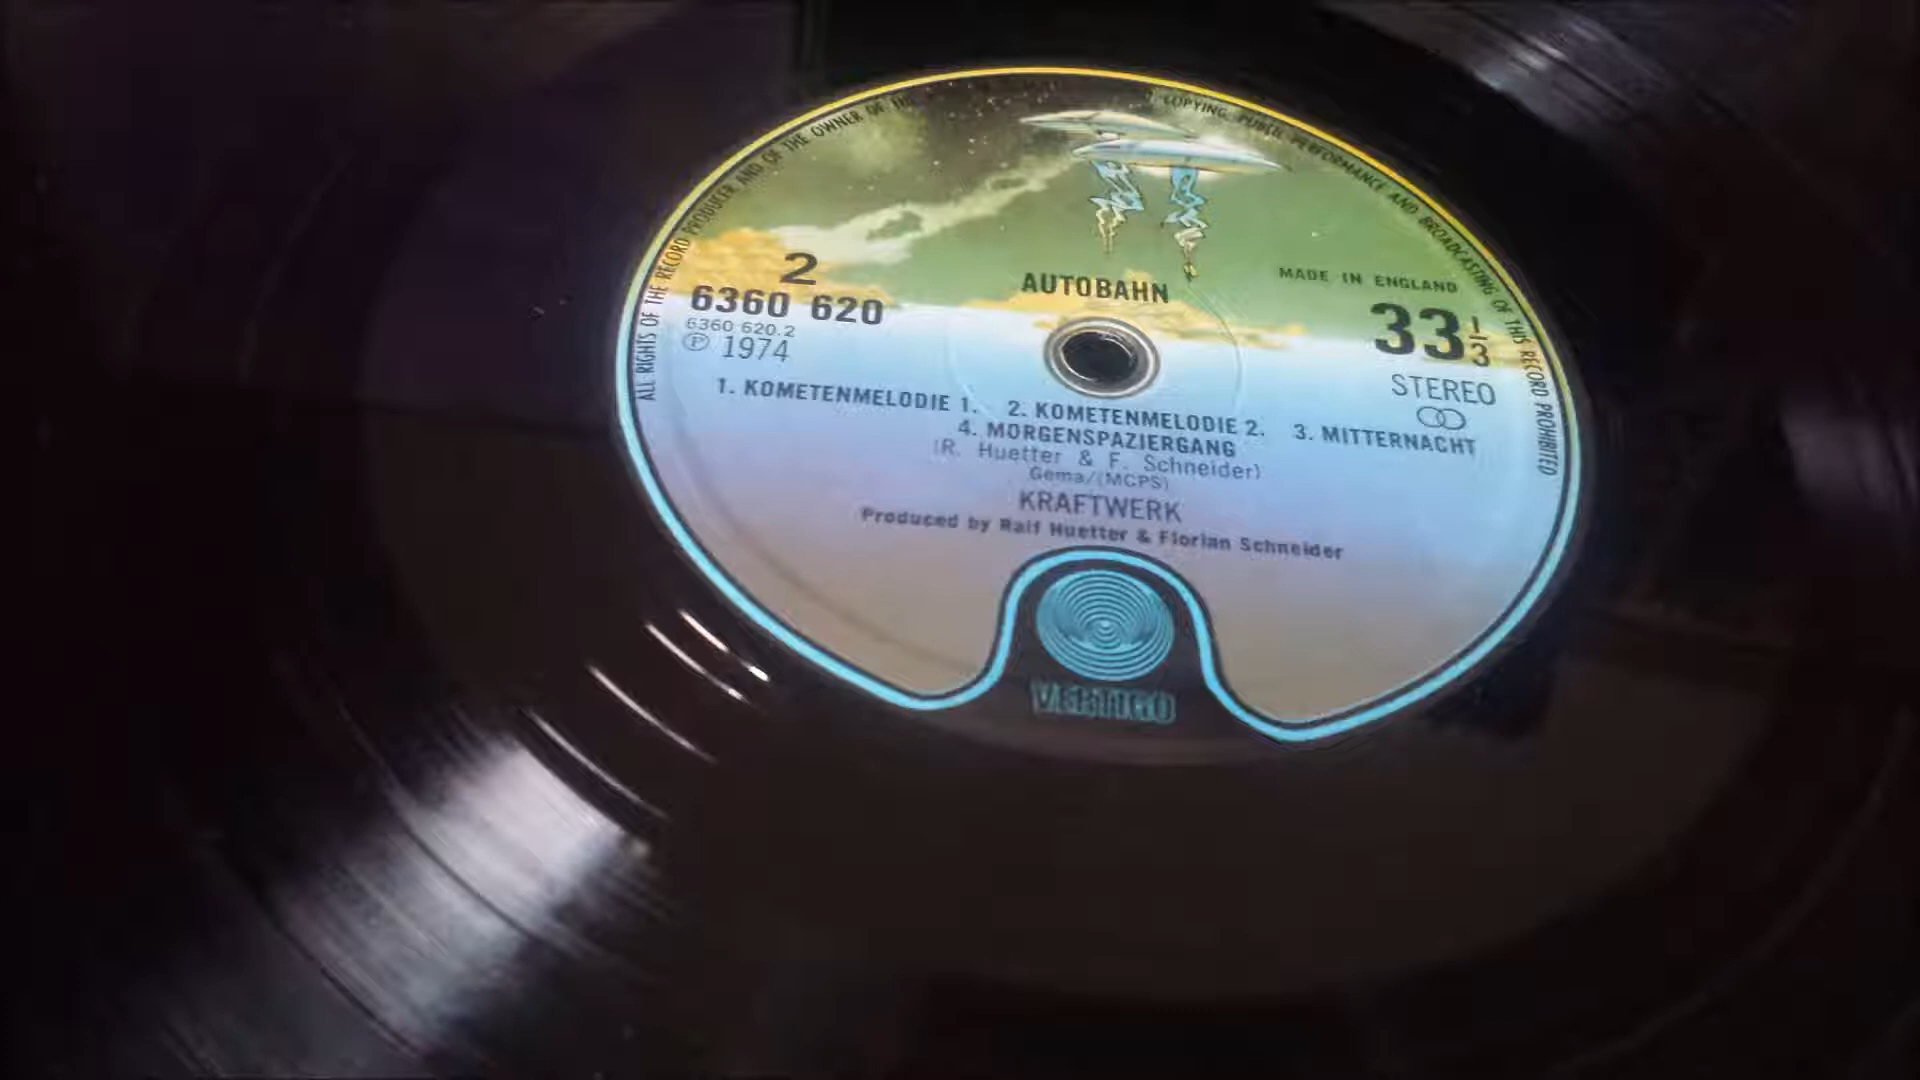 ALL RIGHTS OF THE RECORD PRODUCER AND OF THE OWNER OF THE
COPYING, PUBLIC PERFORMANCE AND BROADCASTING OF THIS RECORD PROHIBITED
2
6360 620
6360 620.2
℗ 1974
AUTOBAHN
MADE IN ENGLAND
33 1/3
STEREO
1. KOMETENMELODIE 1. 2. KOMETENMELODIE 2. 3. MITTERNACHT
4. MORGENSPAZIERGANG
(R. Huetter & F. Schneider)
Gema/(MCPS)
KRAFTWERK
Produced by Ralf Huetter & Florian Schneider
VERTIGO